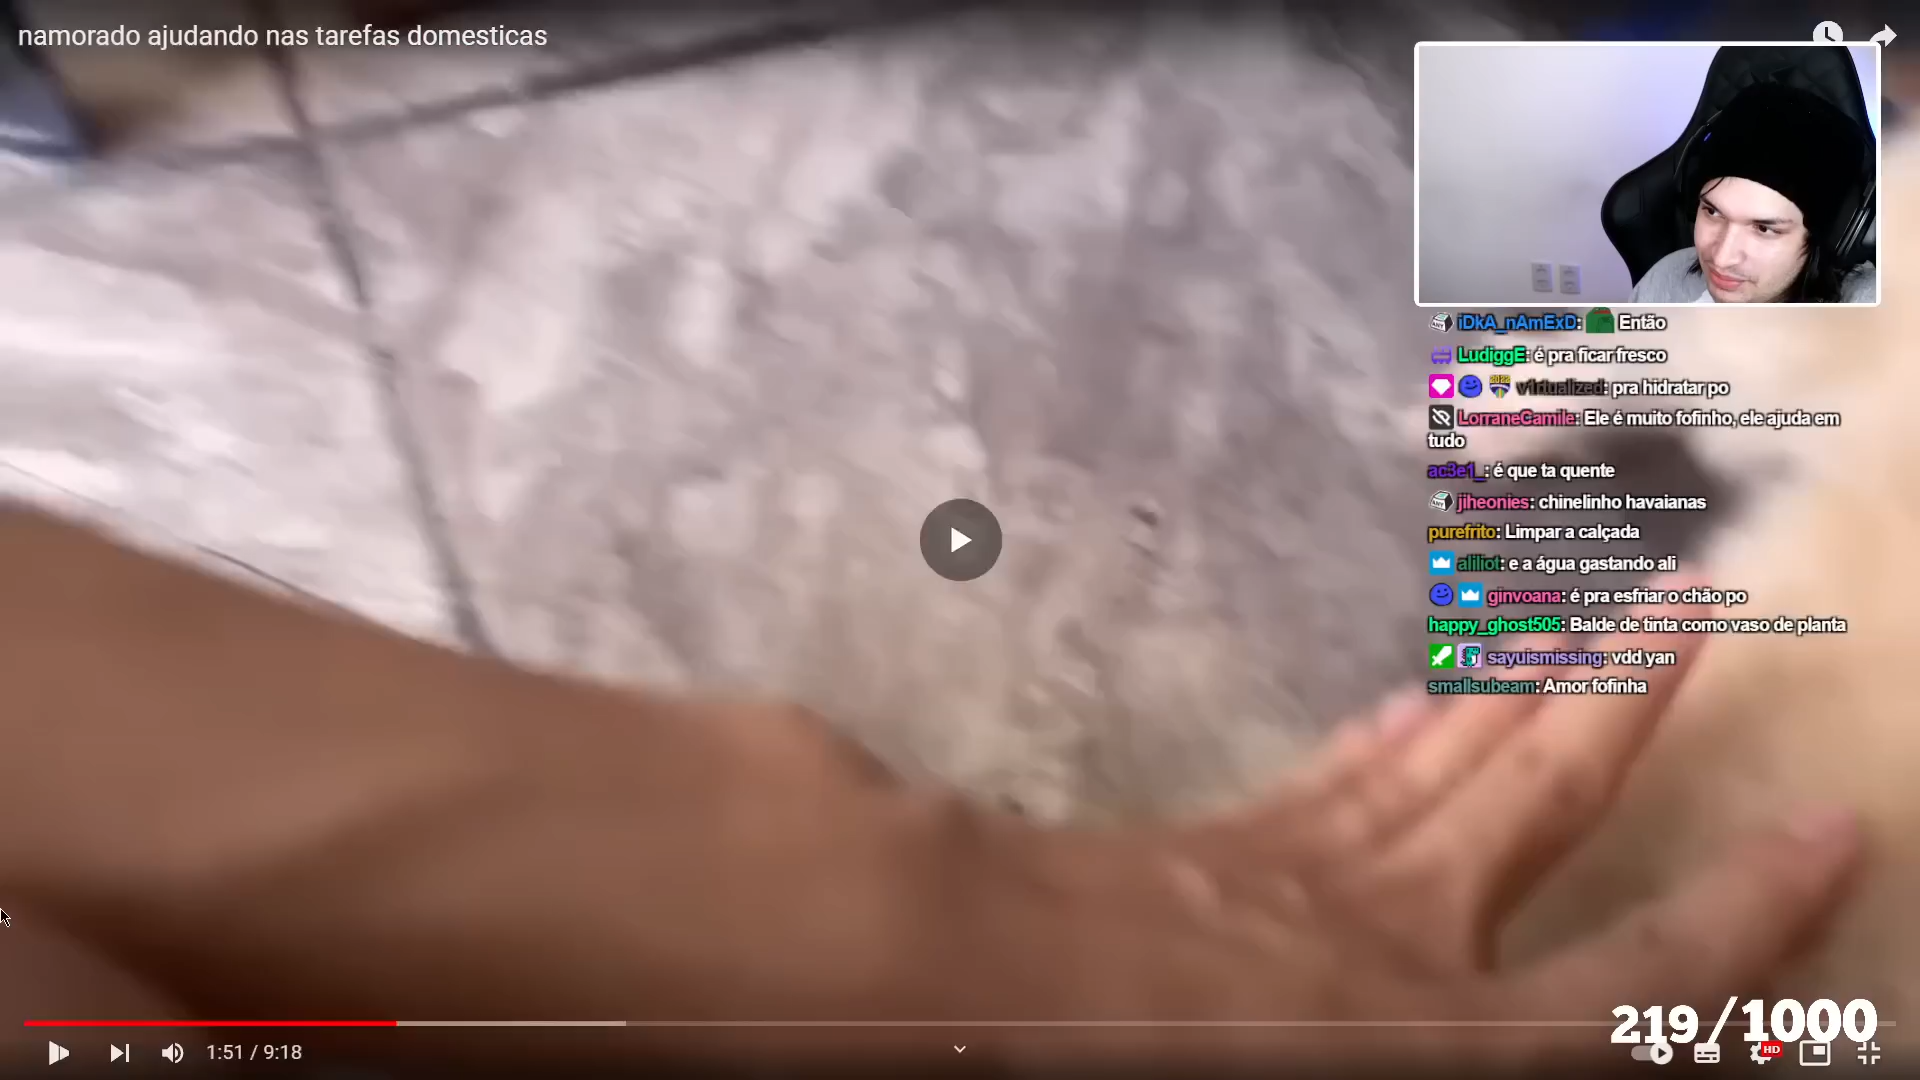 namorado ajudando nas tarefas domesticas
iDkA_nAmExD: Então
LudiggE: é pra ficar fresco
v1rtualized: pra hidratar po
LorraneCamile: Ele é muito fofinho, ele ajuda em
tudo
ac3e1_: é que ta quente
jiheonies: chinelinho havaianas
purefrito: Limpar a calçada
aliliot: e a água gastando ali
ginvoana: é pra esfriar o chão po
happy_ghost505: Balde de tinta como vaso de planta
sayuismissing: vdd yan
smallsubeam: Amor fofinha
219/1000
1:51 / 9:18
HD